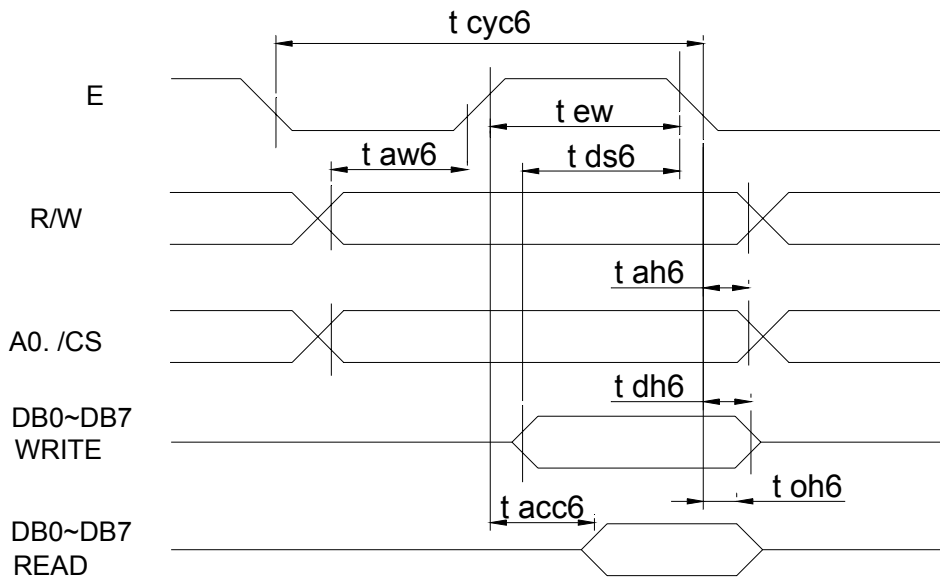 t cyc6
E
t ew
t aw6
t ds6
R/W
t ah6
A0. /CS
t dh6
DB0~DB7
WRITE
t oh6
t acc6
DB0~DB7
READ